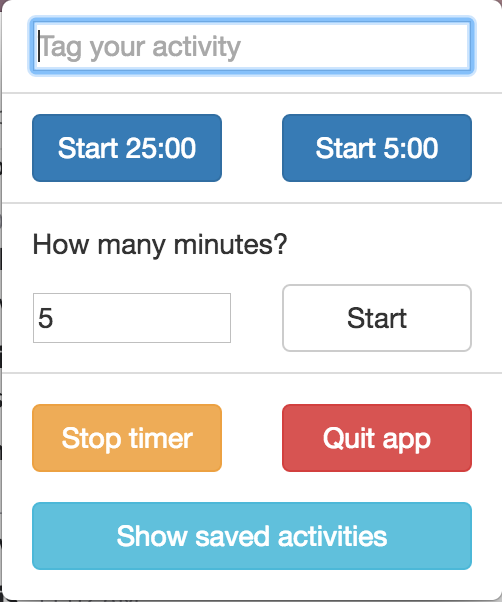 Tag your activity
Start 25:00
Start 5:00
How many minutes?
5
Start
Stop timer
Quit app
Show saved activities